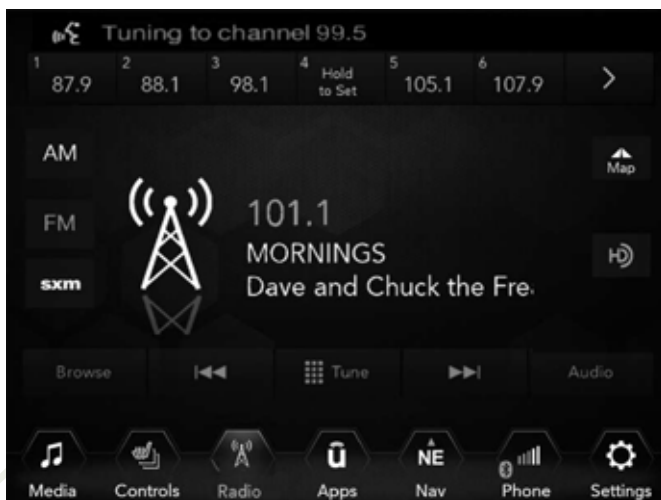 Tuning to channel 99.5
1 87.9 2 88.1 3 98.1 4 Hold to Set 5 105.1 6 107.9
AM
Map
101.1
FM
MORNINGS
HD
sxm
Dave and Chuck the Fre
Browse Tune Audio
ū NE
Media Controls Radio Apps Nav Phone Settings